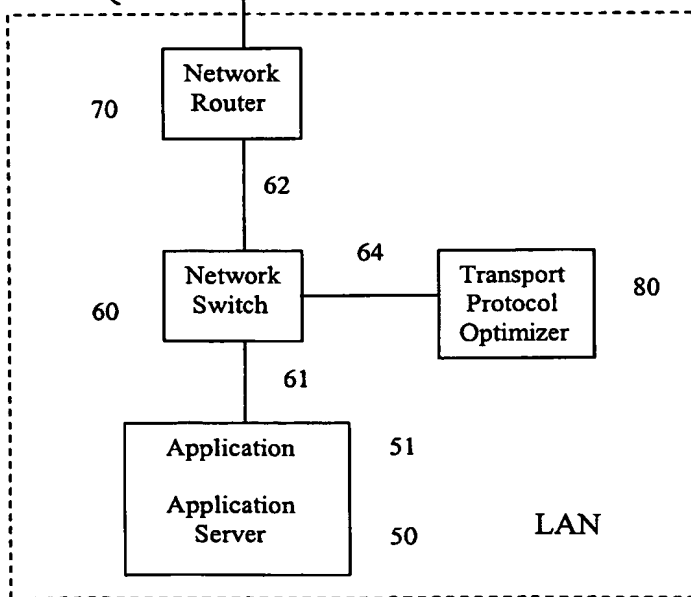 Network
Router
70
62
64
Network
Switch
60
Transport
Protocol
Optimizer
80
61
Application
51
Application
Server
50
LAN